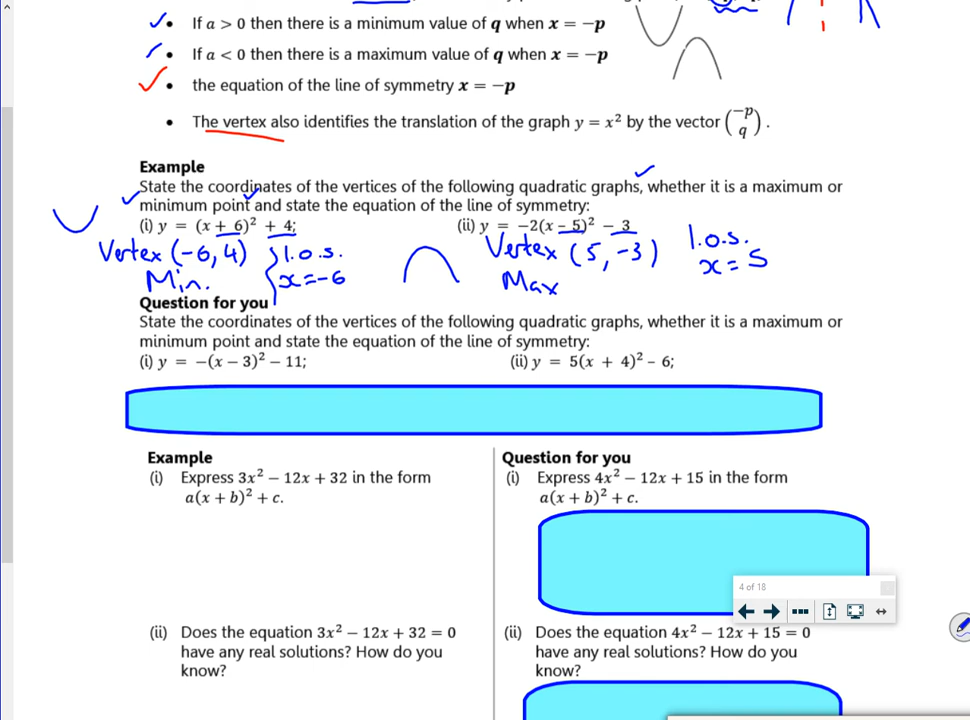 • If a > 0 then there is a minimum value of q when x = −p
• If a < 0 then there is a maximum value of q when x = −p
• the equation of the line of symmetry x = −p
• The vertex also identifies the translation of the graph y = x² by the vector (−p q) .
Example
State the coordinates of the vertices of the following quadratic graphs, whether it is a maximum or
minimum point and state the equation of the line of symmetry:
(i) y = (x + 6)² + 4; (ii) y = −2(x − 5)² − 3
Vertex (−6, 4) } l.o.s. Vertex (5, −3) l.o.s.
Min. x = −6 Max x = 5
Question for you
State the coordinates of the vertices of the following quadratic graphs, whether it is a maximum or
minimum point and state the equation of the line of symmetry:
(i) y = −(x − 3)² − 11; (ii) y = 5(x + 4)² − 6;
Example
(i) Express 3x² − 12x + 32 in the form
a(x + b)² + c.
(ii) Does the equation 3x² − 12x + 32 = 0
have any real solutions? How do you
know?
Question for you
(i) Express 4x² − 12x + 15 in the form
a(x + b)² + c.
(ii) Does the equation 4x² − 12x + 15 = 0
have any real solutions? How do you
know?
4 of 18